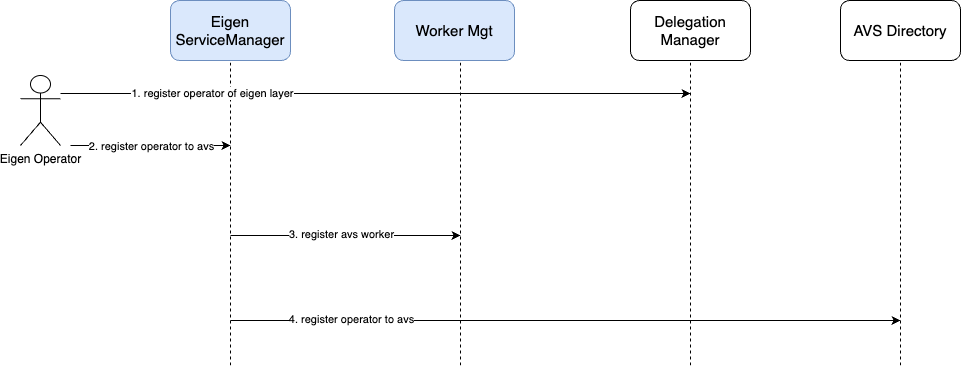 Eigen
ServiceManager
Worker Mgt
Delegation
Manager
AVS Directory
1. register operator of eigen layer
2. register operator to avs
Eigen Operator
3. register avs worker
4. register operator to avs